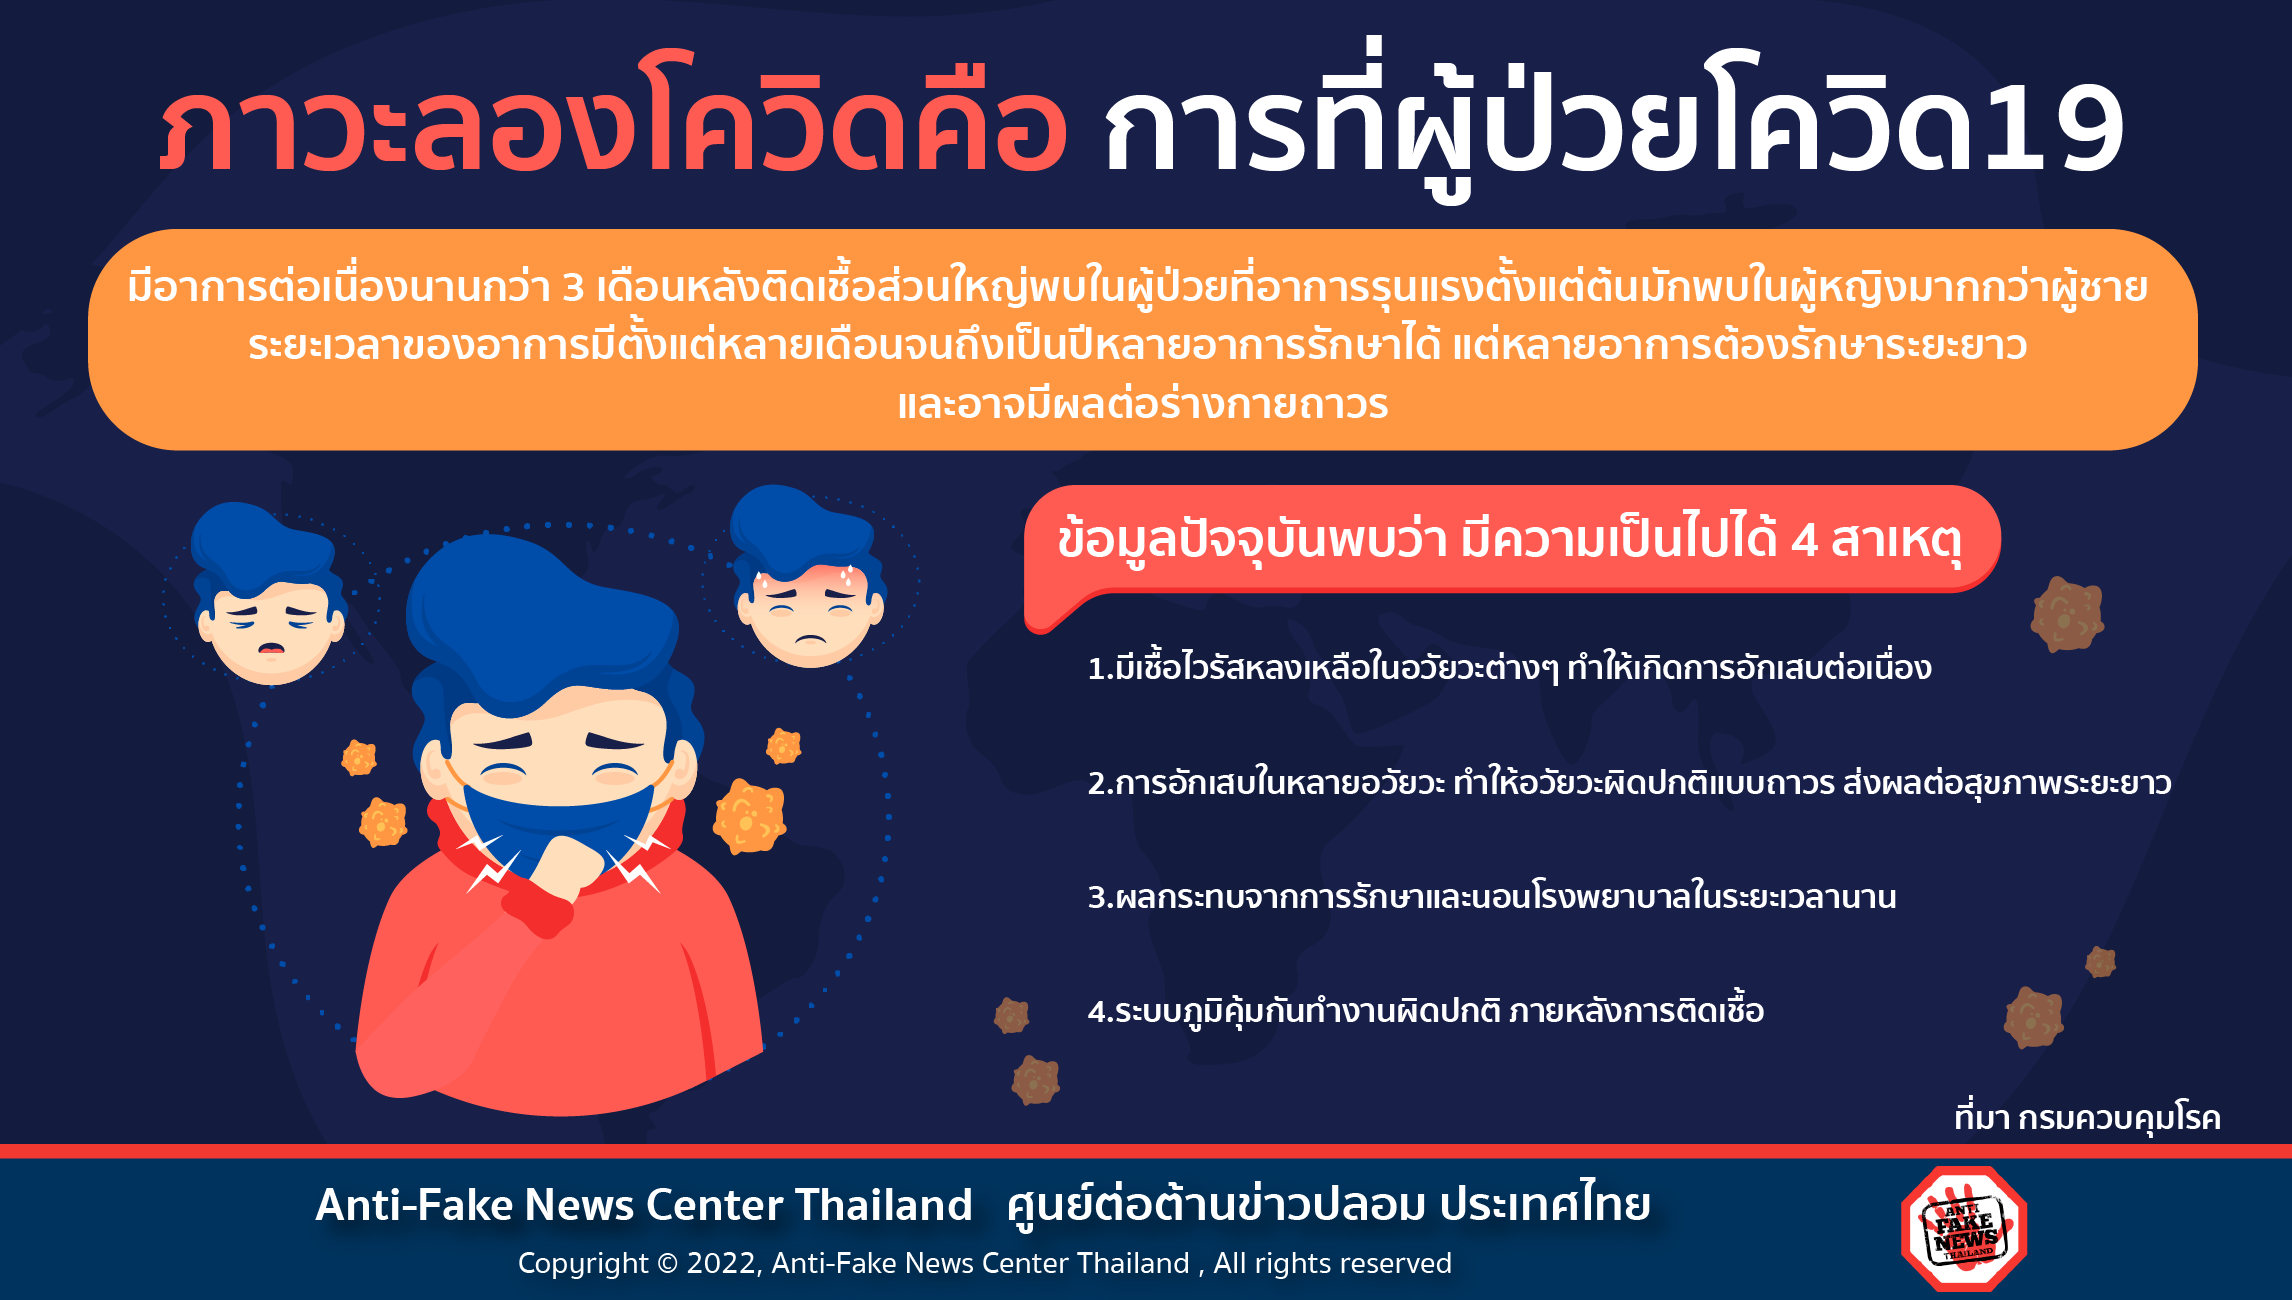 ภาวะลองโควิดคือ การที่ผู้ป่วยโควิด19
มีอาการต่อเนื่องนานกว่า 3 เดือนหลังติดเชื้อส่วนใหญ่พบในผู้ป่วยที่อาการรุนแรงตั้งแต่ต้นมักพบในผู้หญิงมากกว่าผู้ชาย
ระยะเวลาของอาการมีตั้งแต่หลายเดือนจนถึงเป็นปีหลายอาการรักษาได้ แต่หลายอาการต้องรักษาระยะยาว
และอาจมีผลต่อร่างกายถาวร
ข้อมูลปัจจุบันพบว่า มีความเป็นไปได้ 4 สาเหตุ
1.มีเชื้อไวรัสหลงเหลือในอวัยวะต่างๆ ทำให้เกิดการอักเสบต่อเนื่อง
2.การอักเสบในหลายอวัยวะ ทำให้อวัยวะผิดปกติแบบถาวร ส่งผลต่อสุขภาพระยะยาว
3.ผลกระทบจากการรักษาและนอนโรงพยาบาลในระยะเวลานาน
4.ระบบภูมิคุ้มกันทำงานผิดปกติ ภายหลังการติดเชื้อ
ที่มา กรมควบคุมโรค
Anti-Fake News Center Thailand ศูนย์ต่อต้านข่าวปลอม ประเทศไทย
Copyright © 2022, Anti-Fake News Center Thailand , All rights reserved
ANTI
FAKE
NEWS
THAILAND